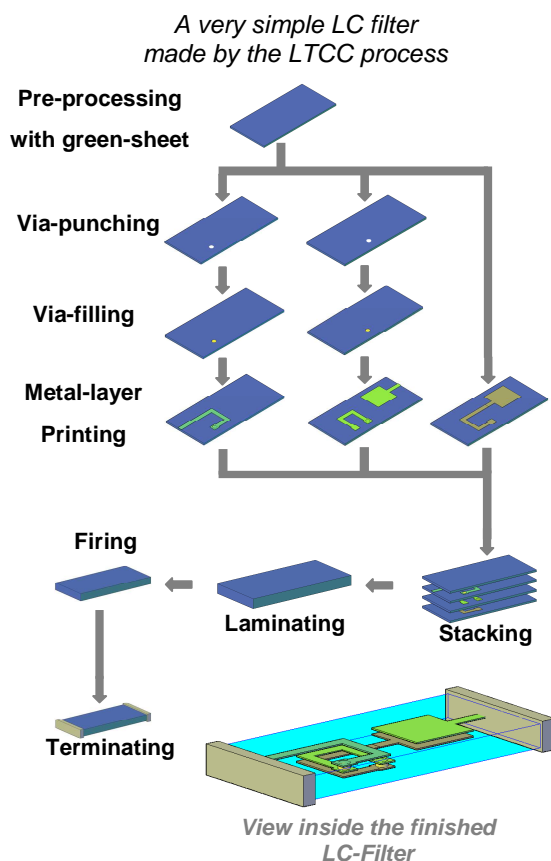 A very simple LC filter
made by the LTCC process
Pre-processing
with green-sheet
Via-punching
Via-filling
Metal-layer
Printing
Firing
Laminating
Stacking
Terminating
View inside the finished
LC-Filter